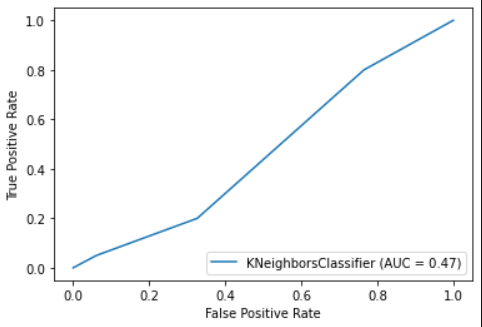 1.0
0.8
0.6
0.4
0.2
0.0
True Positive Rate
KNeighborsClassifier (AUC = 0.47)
0.0 0.2 0.4 0.6 0.8 1.0
False Positive Rate